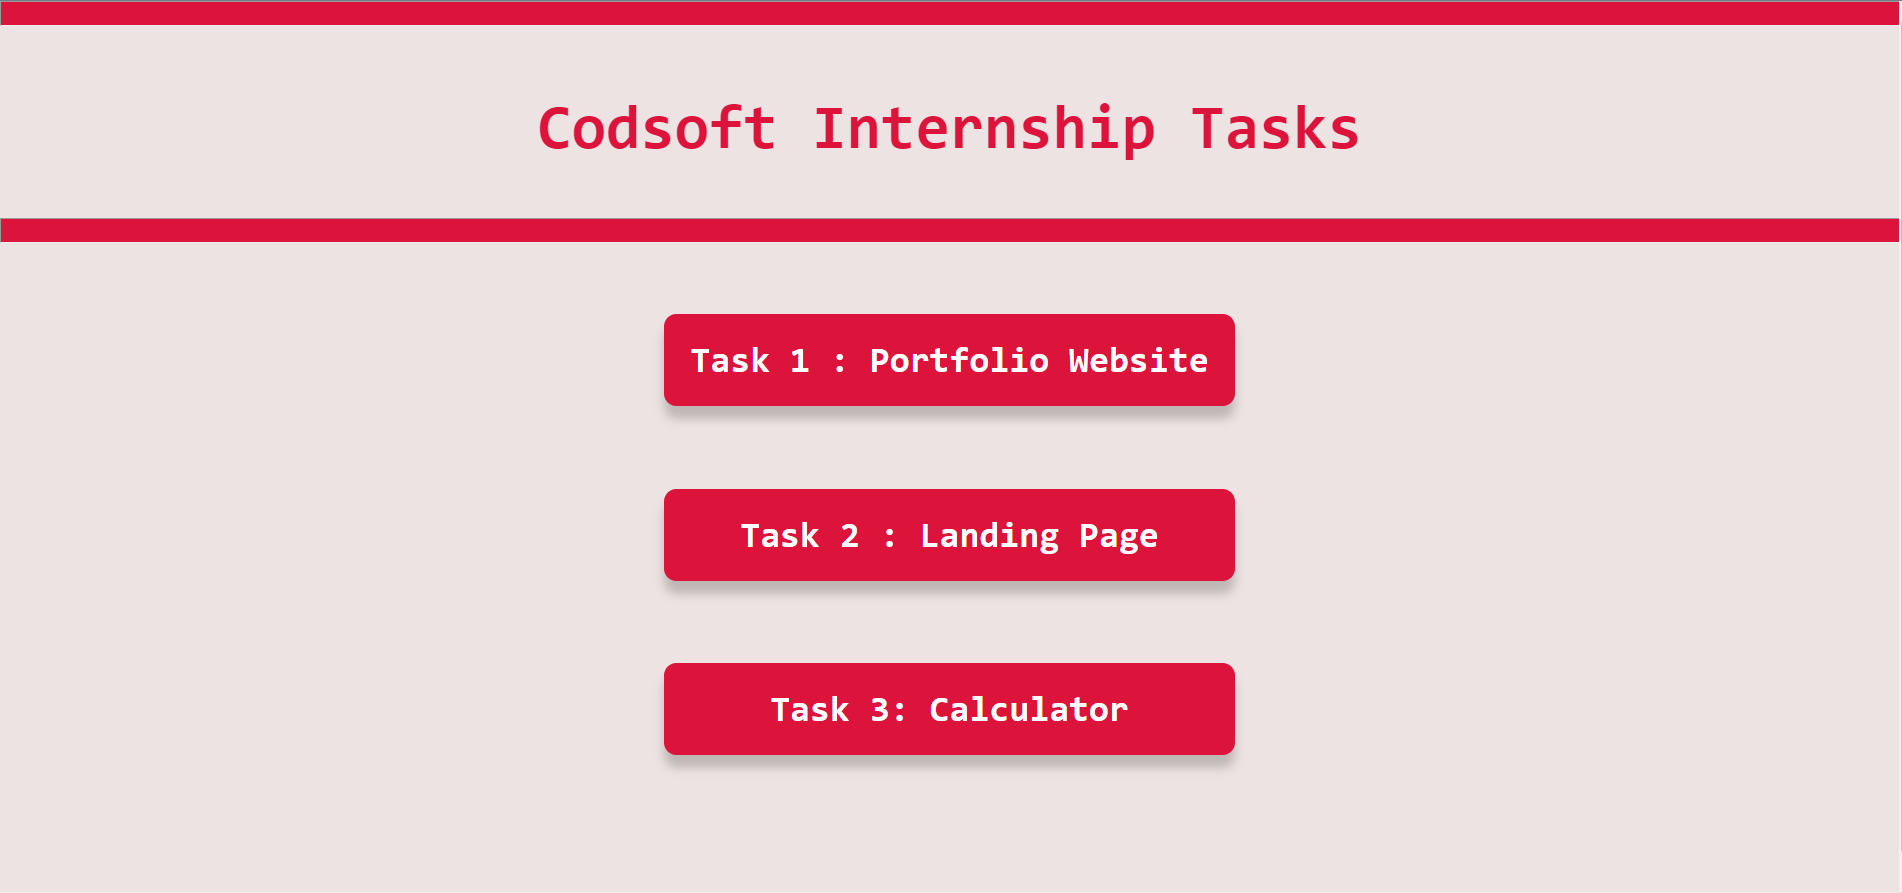 Codsoft Internship Tasks
Task 1 : Portfolio Website
Task 2 : Landing Page
Task 3: Calculator